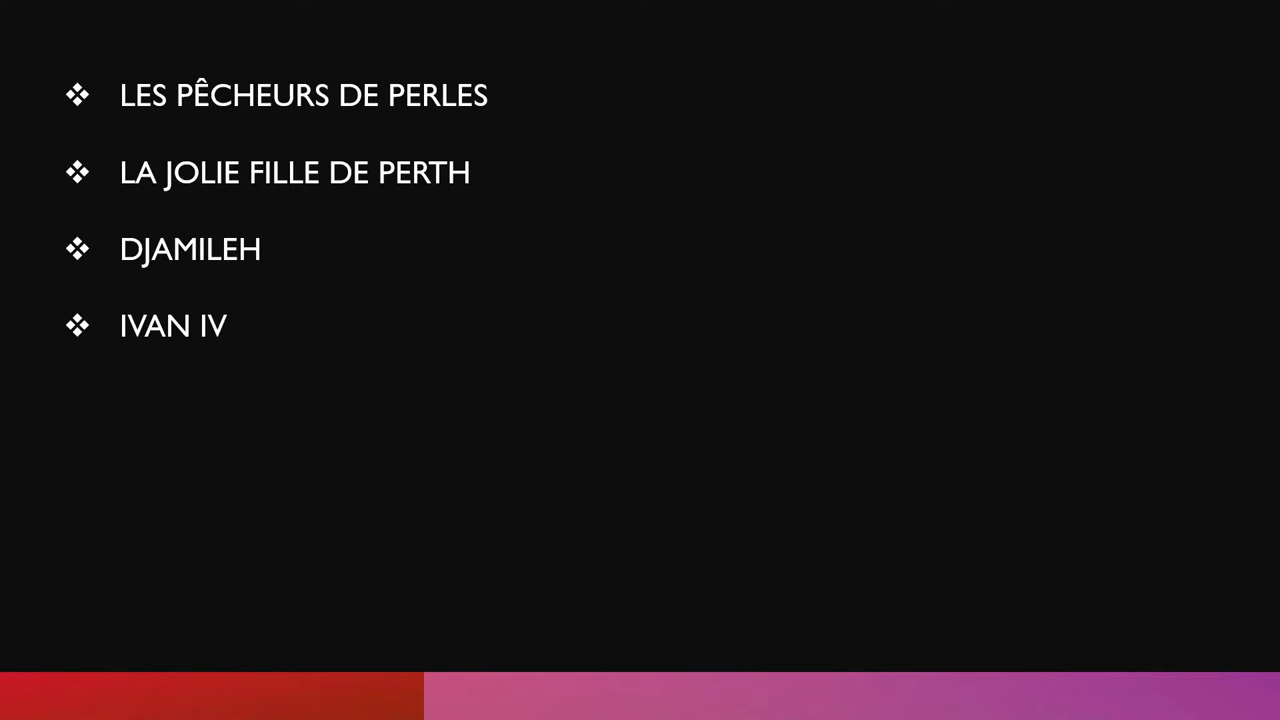 ❖ LES PÊCHEURS DE PERLES
❖ LA JOLIE FILLE DE PERTH
❖ DJAMILEH
❖ IVAN IV